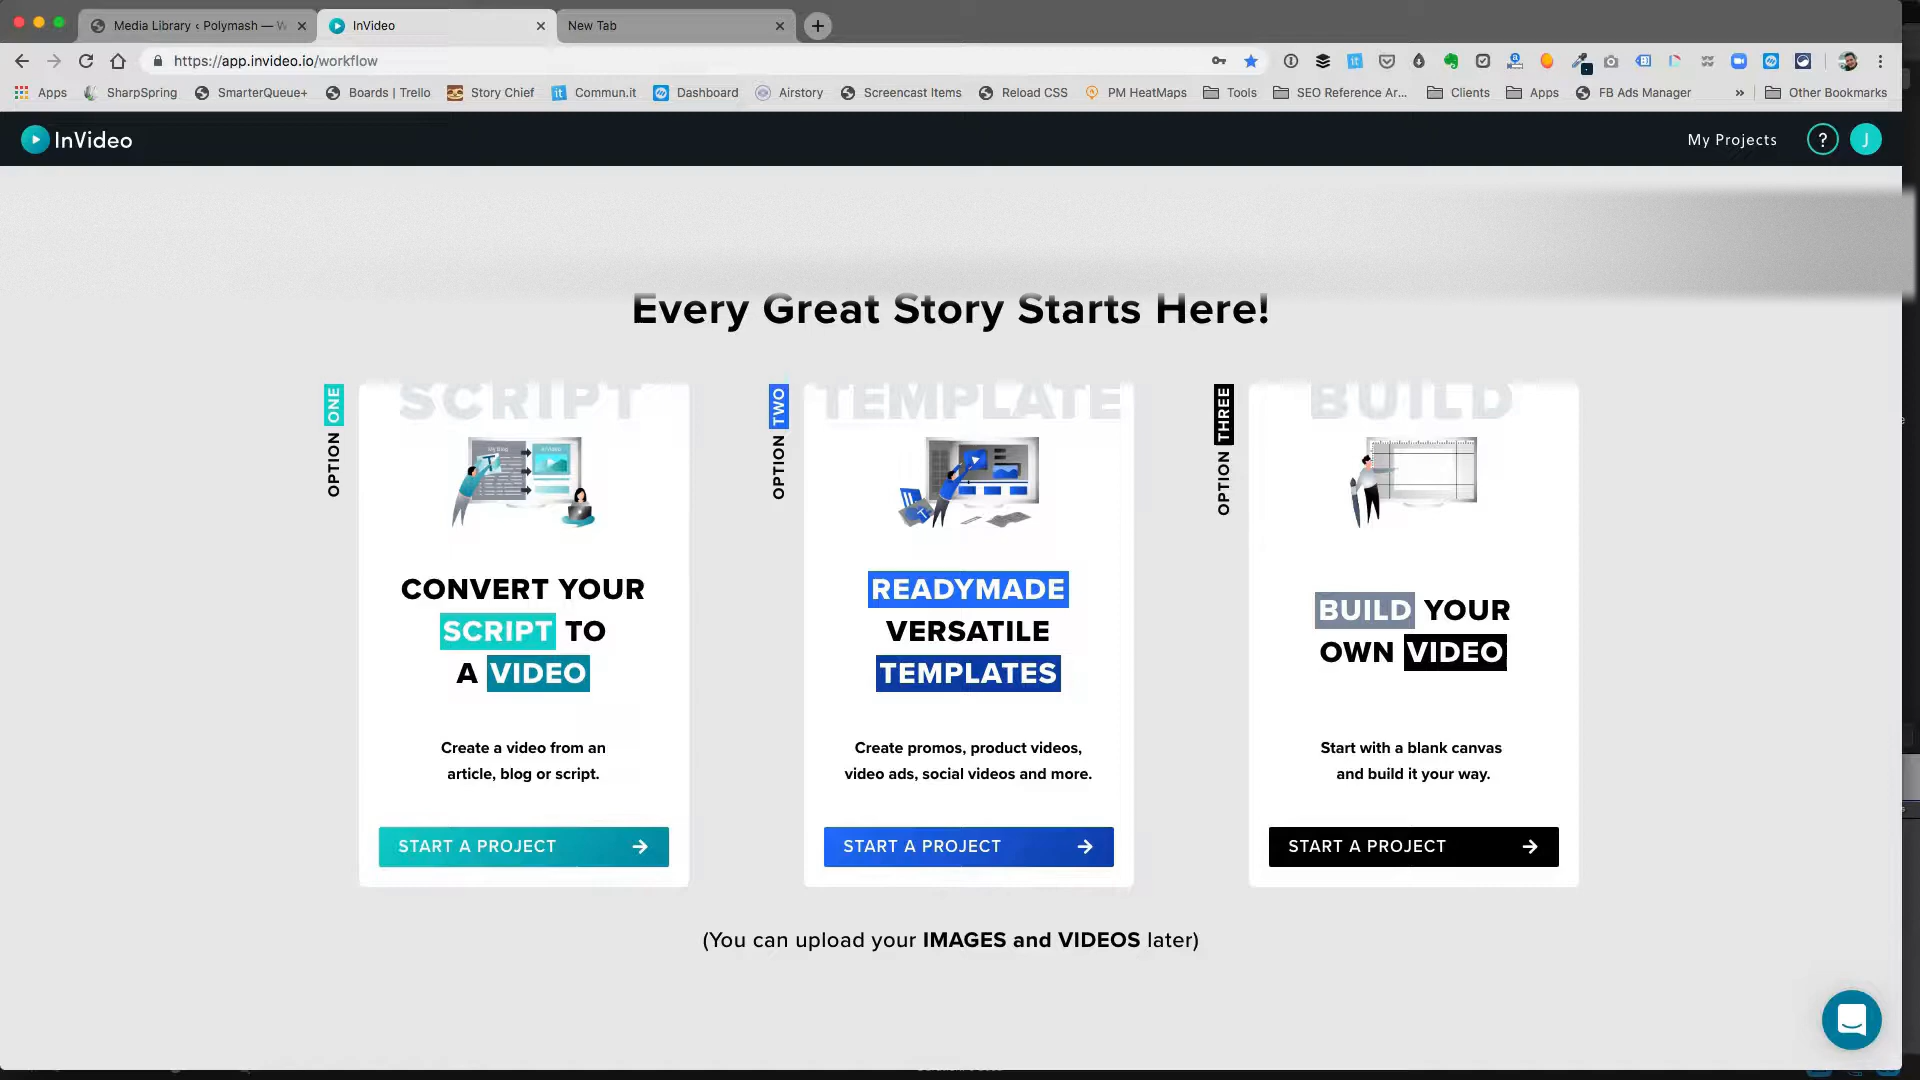 Media Library ‹ Polymash — W
InVideo
New Tab
https://app.invideo.io/workflow
Apps
SharpSpring
SmarterQueue+
Boards | Trello
Story Chief
Commun.it
Dashboard
Airstory
Screencast Items
Reload CSS
PM HeatMaps
Tools
SEO Reference Ar...
Clients
Apps
FB Ads Manager
»
Other Bookmarks
InVideo
My Projects
?
J
Every Great Story Starts Here!
OPTION ONE
SCRIPT
CONVERT YOUR
SCRIPT TO
A VIDEO
Create a video from an
article, blog or script.
START A PROJECT
OPTION TWO
TEMPLATE
READYMADE
VERSATILE
TEMPLATES
Create promos, product videos,
video ads, social videos and more.
START A PROJECT
OPTION THREE
BUILD
BUILD YOUR
OWN VIDEO
Start with a blank canvas
and build it your way.
START A PROJECT
(You can upload your IMAGES and VIDEOS later)